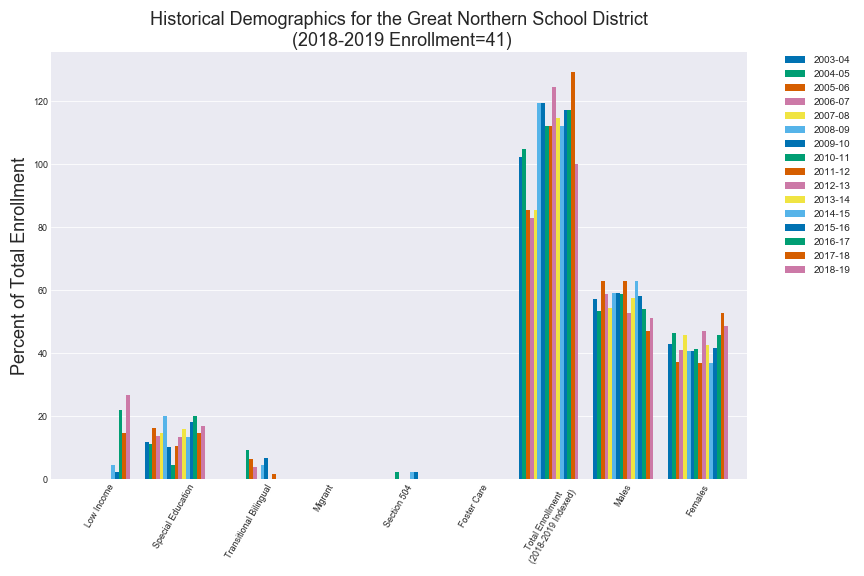 Historical Demographics for the Great Northern School District
(2018-2019 Enrollment=41)
Percent of Total Enrollment
120
100
80
60
40
20
0
Low Income
Special Education
Transitional Bilingual
Migrant
Section 504
Foster Care
Total Enrollment
(2018-2019 Indexed)
Males
Females
2003-04
2004-05
2005-06
2006-07
2007-08
2008-09
2009-10
2010-11
2011-12
2012-13
2013-14
2014-15
2015-16
2016-17
2017-18
2018-19